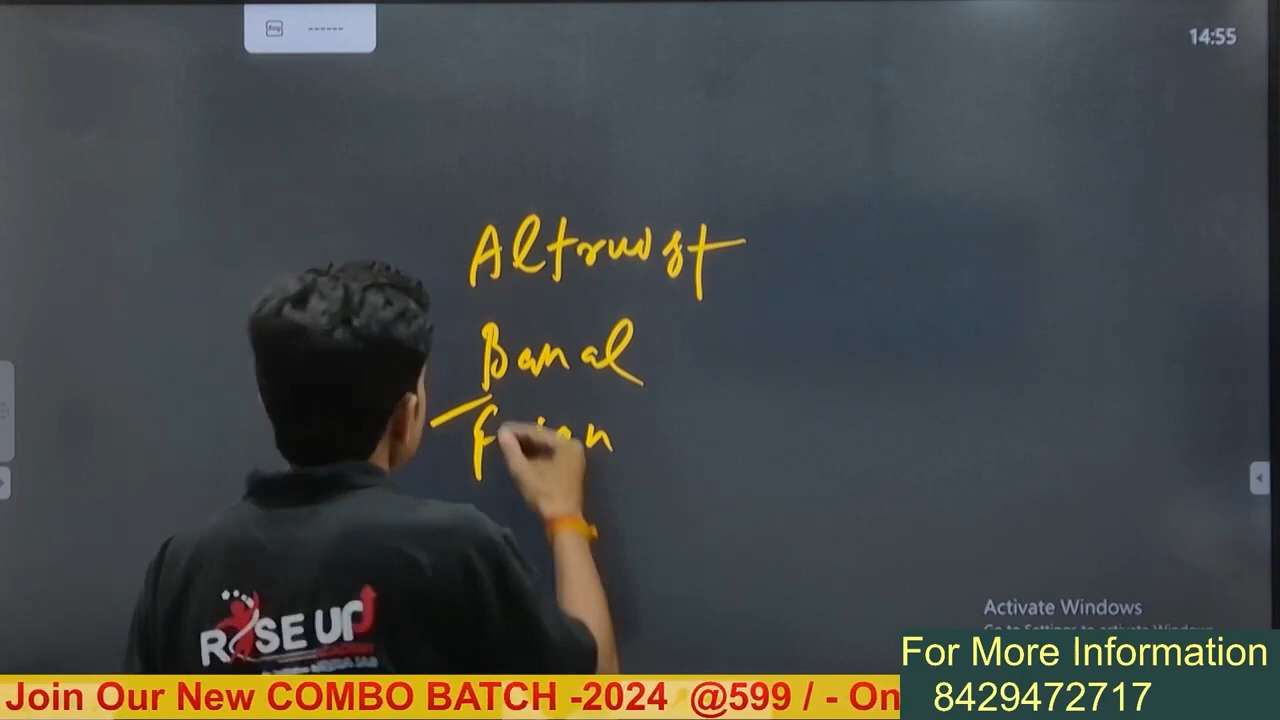 14:55
Altruist
Banal
RISE UP
Activate Windows
For More Information
Join Our New COMBO BATCH -2024 @599 / - On
8429472717